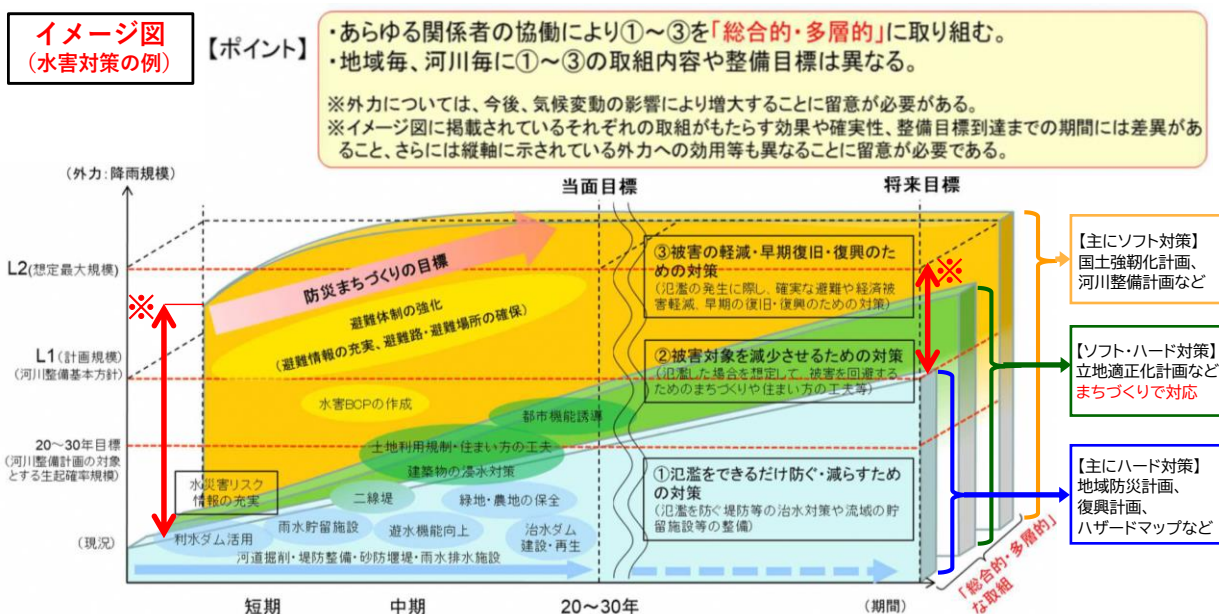 イメージ図
(水害対策の例)
【ポイント】
・あらゆる関係者の協働により①～③を「総合的・多層的」に取り組む。
・地域毎、河川毎に①～③の取組内容や整備目標は異なる。
※外力については、今後、気候変動の影響により増大することに留意が必要がある。
※イメージ図に掲載されているそれぞれの取組がもたらす効果や確実性、整備目標到達までの期間には差異があ
ること、さらには縦軸に示されている外力への効用等も異なることに留意が必要である。
(外力:降雨規模)
当面目標
将来目標
L2(想定最大規模)
※
防災まちづくりの目標
避難体制の強化
(避難情報の充実、避難路・避難場所の確保)
③被害の軽減・早期復旧・復興のた
めの対策
(氾濫の発生に際し、確実な避難や経済被
害軽減、早期の復旧・復興のための対策)
※
【主にソフト対策】
国土強靭化計画、
河川整備計画など
L1(計画規模)
(河川整備基本方針)
水害BCPの作成
都市機能誘導
②被害対象を減少させるための対策
(氾濫した場合を想定して、被害を回避する
ためのまちづくりや住まい方の工夫等)
【ソフト・ハード対策】
立地適正化計画など
まちづくりで対応
20～30年目標
(河川整備計画の対象
とする生起確率規模)
土地利用規制・住まい方の工夫
建築物の浸水対策
水災害リスク
情報の充実
二線堤
緑地・農地の保全
①氾濫をできるだけ防ぐ・減らすため
の対策
(氾濫を防ぐ堤防等の治水対策や流域の貯
留施設等の整備)
【主にハード対策】
地域防災計画、
復興計画、
ハザードマップなど
(現況)
利水ダム活用
雨水貯留施設
遊水機能向上
治水ダム
建設・再生
河道掘削・堤防整備・砂防堰堤・雨水排水施設
「総合的・多層的」
な取組
短期
中期
20～30年
(期間)